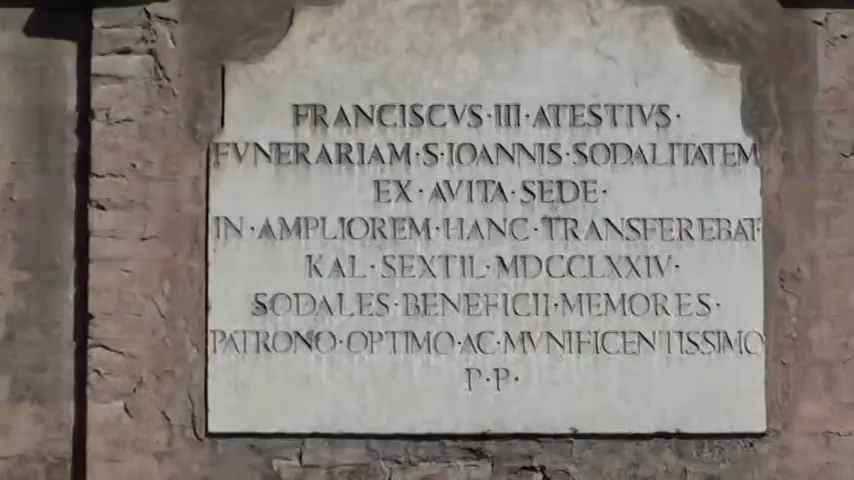 FRANCISCVS·III·ATESTIVS·
FVNERARIAM·S·IOANNIS·SODALITATEM
EX·AVITA·SEDE·
IN·AMPLIOREM·HANC·TRANSFEREBAT·
KAL·SEXTIL·MDCCLXXIV·
SODALES·BENEFICII·MEMORES·
PATRONO·OPTIMO·AC·MVNIFICENTISSIMO
P·P·